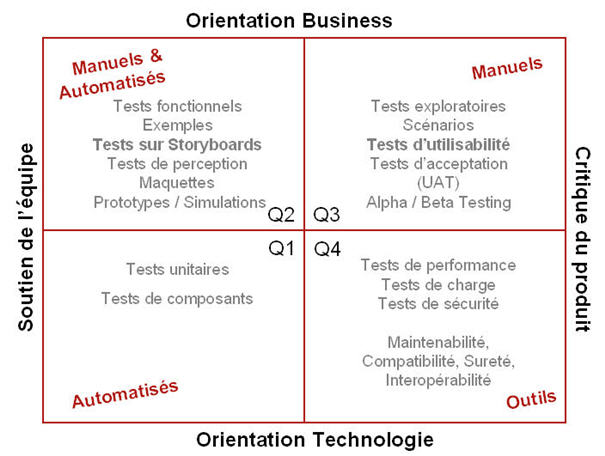 Orientation Business
Manuels &
Automatisés
Tests fonctionnels
Exemples
Tests sur Storyboards
Tests de perception
Maquettes
Prototypes / Simulations
Q2
Manuels
Tests exploratoires
Scénarios
Tests d'utilisabilité
Tests d'acceptation
(UAT)
Alpha / Beta Testing
Q3
Soutien de l'équipe
Critique du produit
Q1
Tests unitaires
Tests de composants
Automatisés
Q4
Tests de performance
Tests de charge
Tests de sécurité
Maintenabilité,
Compatibilité, Sureté,
Interopérabilité
Outils
Orientation Technologie